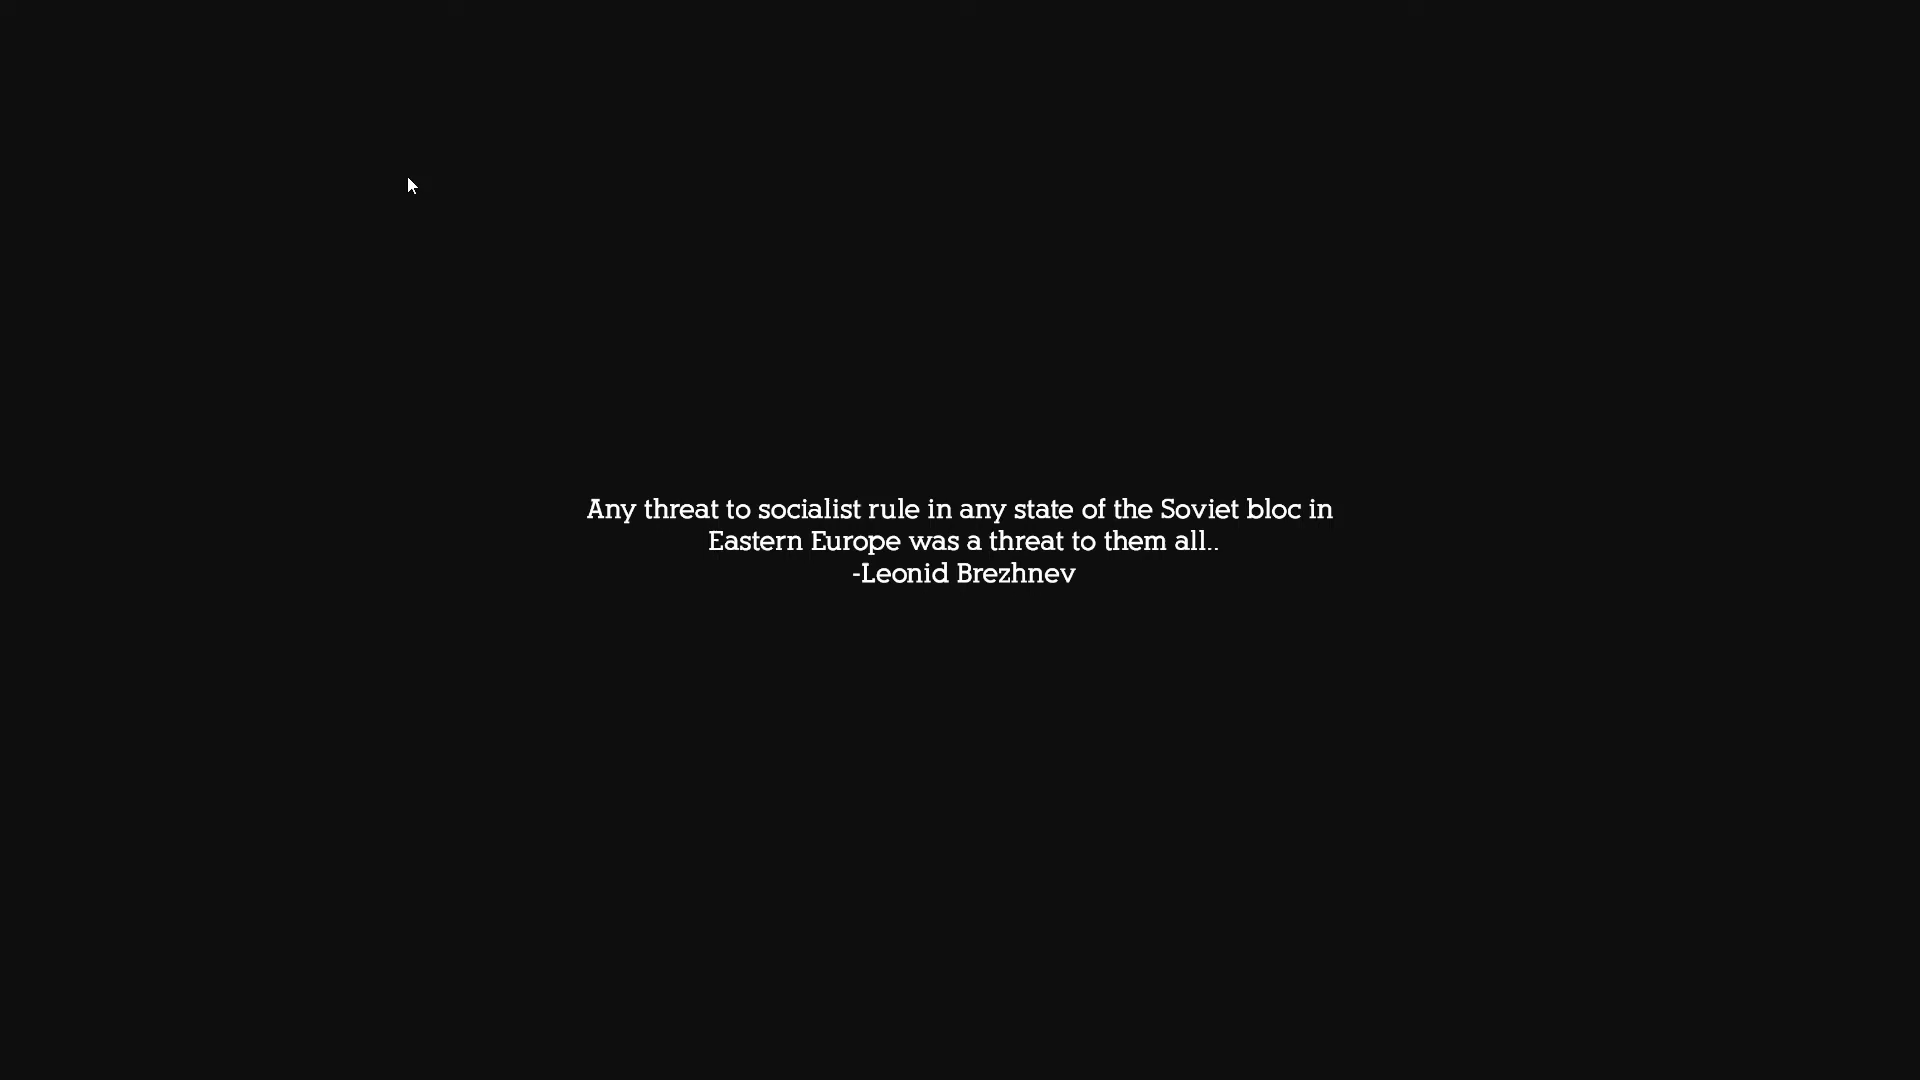 Any threat to socialist rule in any state of the Soviet bloc in
Eastern Europe was a threat to them all..
-Leonid Brezhnev